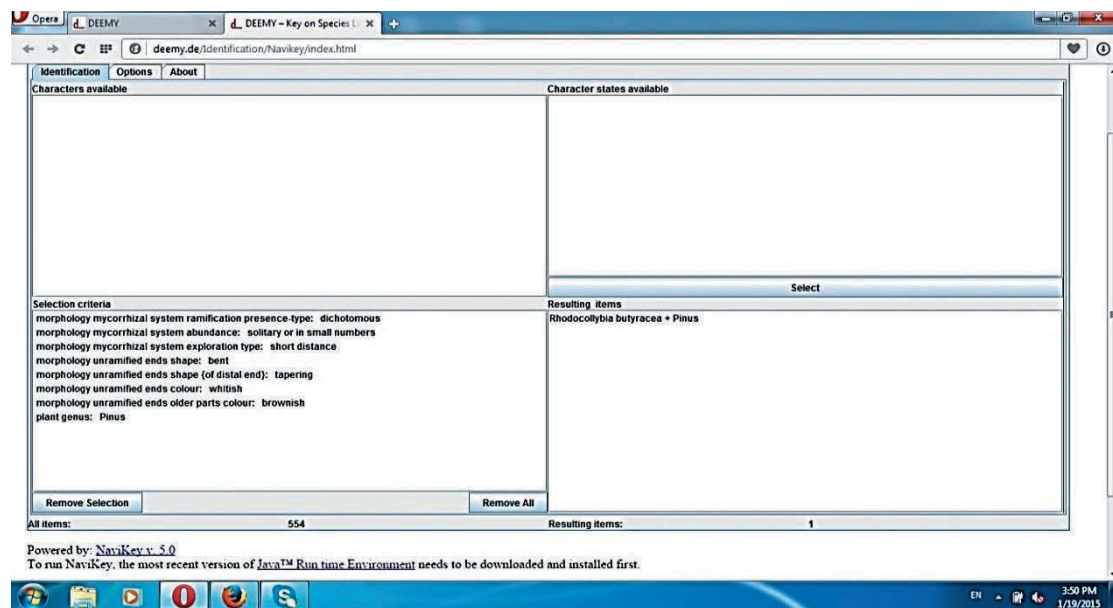 Opera
DEEMY
DEEMY – Key on Species L
deemy.de/Identification/Navikey/index.html
Identification Options About
Characters available
Character states available
Select
Selection criteria
morphology mycorrhizal system ramification presence-type: dichotomous
morphology mycorrhizal system abundance: solitary or in small numbers
morphology mycorrhizal system exploration type: short distance
morphology unramified ends shape: bent
morphology unramified ends shape {of distal end}: tapering
morphology unramified ends colour: whitish
morphology unramified ends older parts colour: brownish
plant genus: Pinus
Remove Selection
Remove All
Resulting items
Rhodocollybia butyracea + Pinus
All items: 554
Resulting items: 1
Powered by: NaviKey v. 5.0
To run NaviKey, the most recent version of Java™ Run time Environment needs to be downloaded and installed first.
EN
3:50 PM
1/19/2015